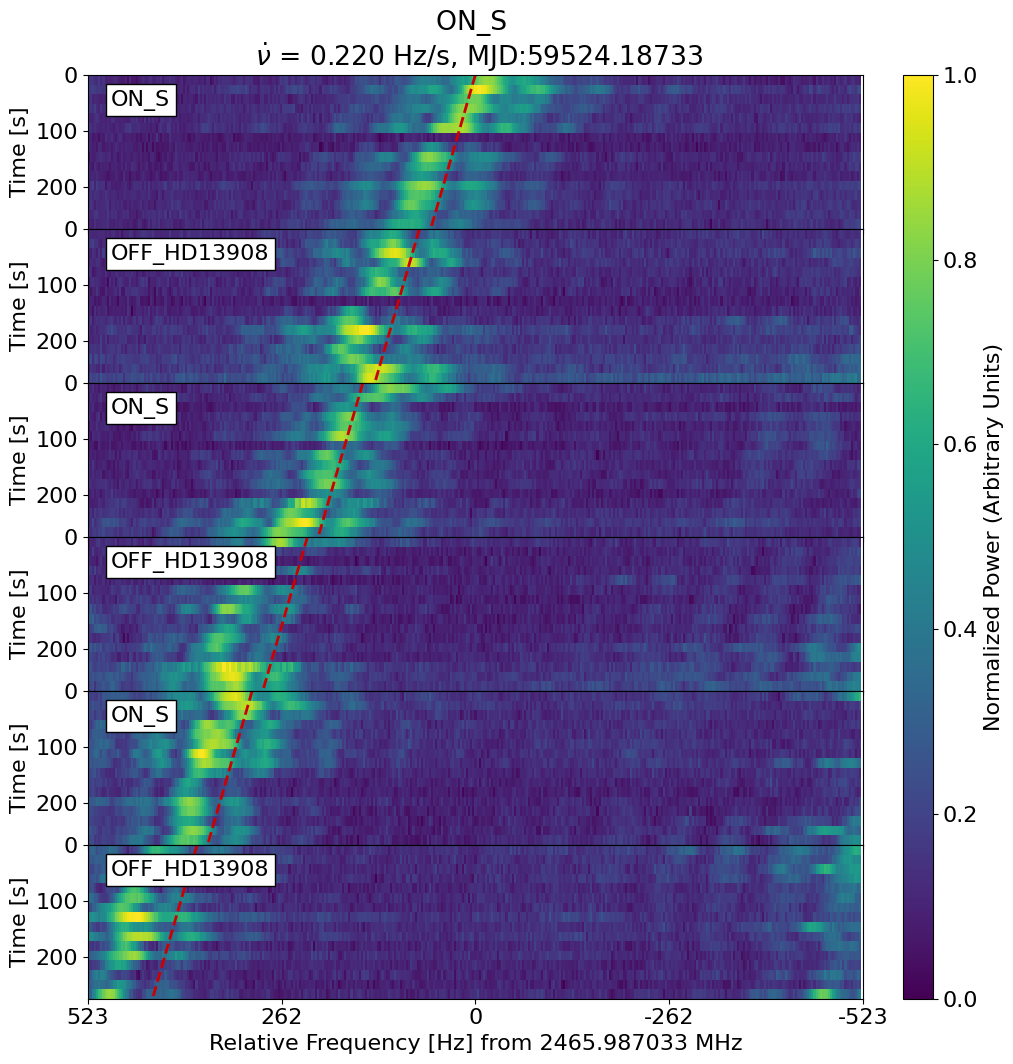 ON_S
ν̇ = 0.220 Hz/s, MJD:59524.18733
0
100
200
Time [s]
ON_S
0
100
200
Time [s]
OFF_HD13908
0
100
200
Time [s]
ON_S
0
100
200
Time [s]
OFF_HD13908
0
100
200
Time [s]
ON_S
0
100
200
Time [s]
OFF_HD13908
523 262 0 -262 -523
Relative Frequency [Hz] from 2465.987033 MHz
1.0
0.8
0.6
0.4
0.2
0.0
Normalized Power (Arbitrary Units)